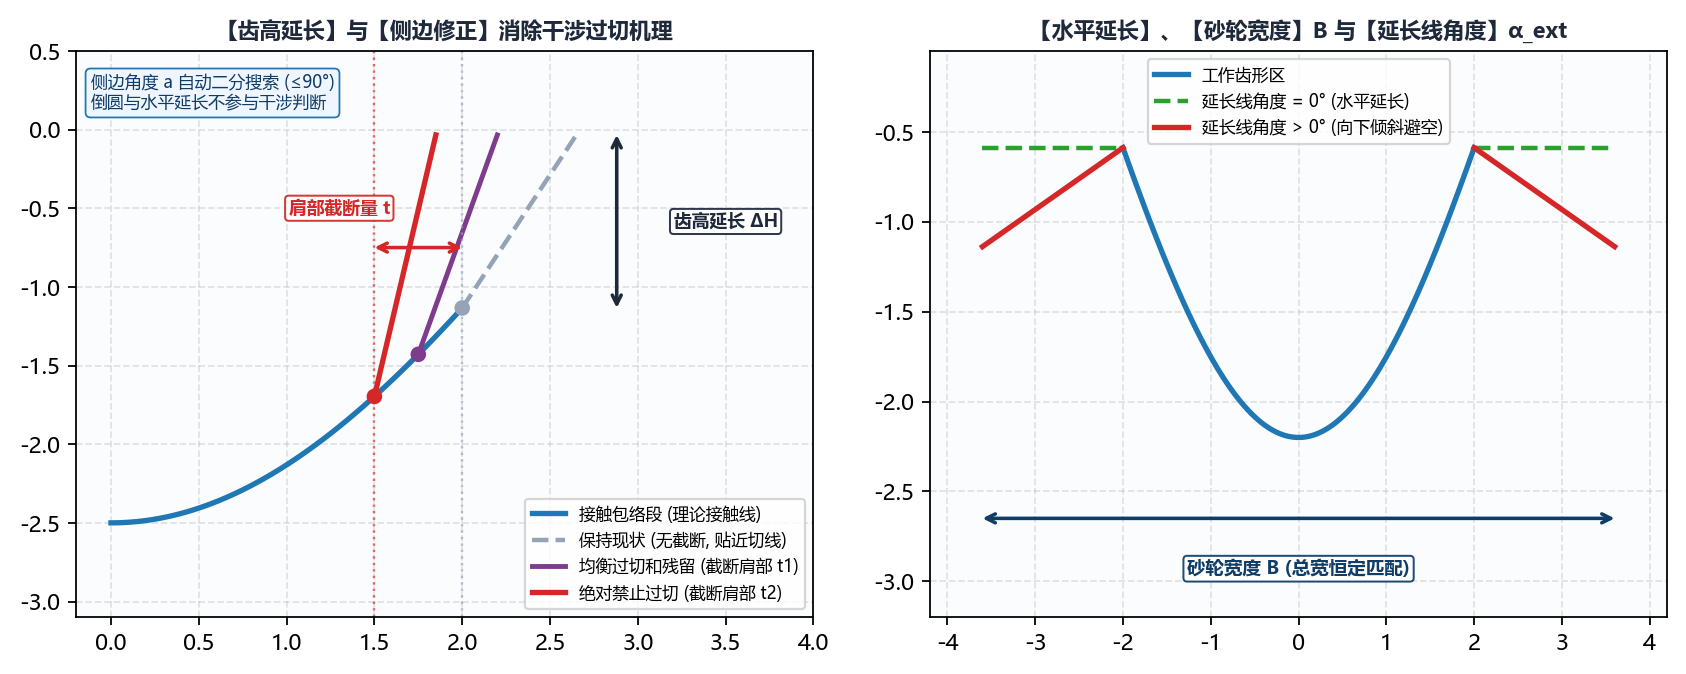 【齿高延长】与【侧边修正】消除干涉过切机理
0.5
0.0
-0.5
-1.0
-1.5
-2.0
-2.5
-3.0
侧边角度 a 自动二分搜索 (≤90°)
倒圆与水平延长不参与干涉判断
肩部截断量 t
齿高延长 ΔH
接触包络段 (理论接触线)
保持现状 (无截断, 贴近切线)
均衡过切和残留 (截断肩部 t1)
绝对禁止过切 (截断肩部 t2)
0.0 0.5 1.0 1.5 2.0 2.5 3.0 3.5 4.0
【水平延长】、【砂轮宽度】B 与【延长线角度】α_ext
工作齿形区
延长线角度 = 0° (水平延长)
延长线角度 > 0° (向下倾斜避空)
-0.5
-1.0
-1.5
-2.0
-2.5
-3.0
砂轮宽度 B (总宽恒定匹配)
-4 -3 -2 -1 0 1 2 3 4